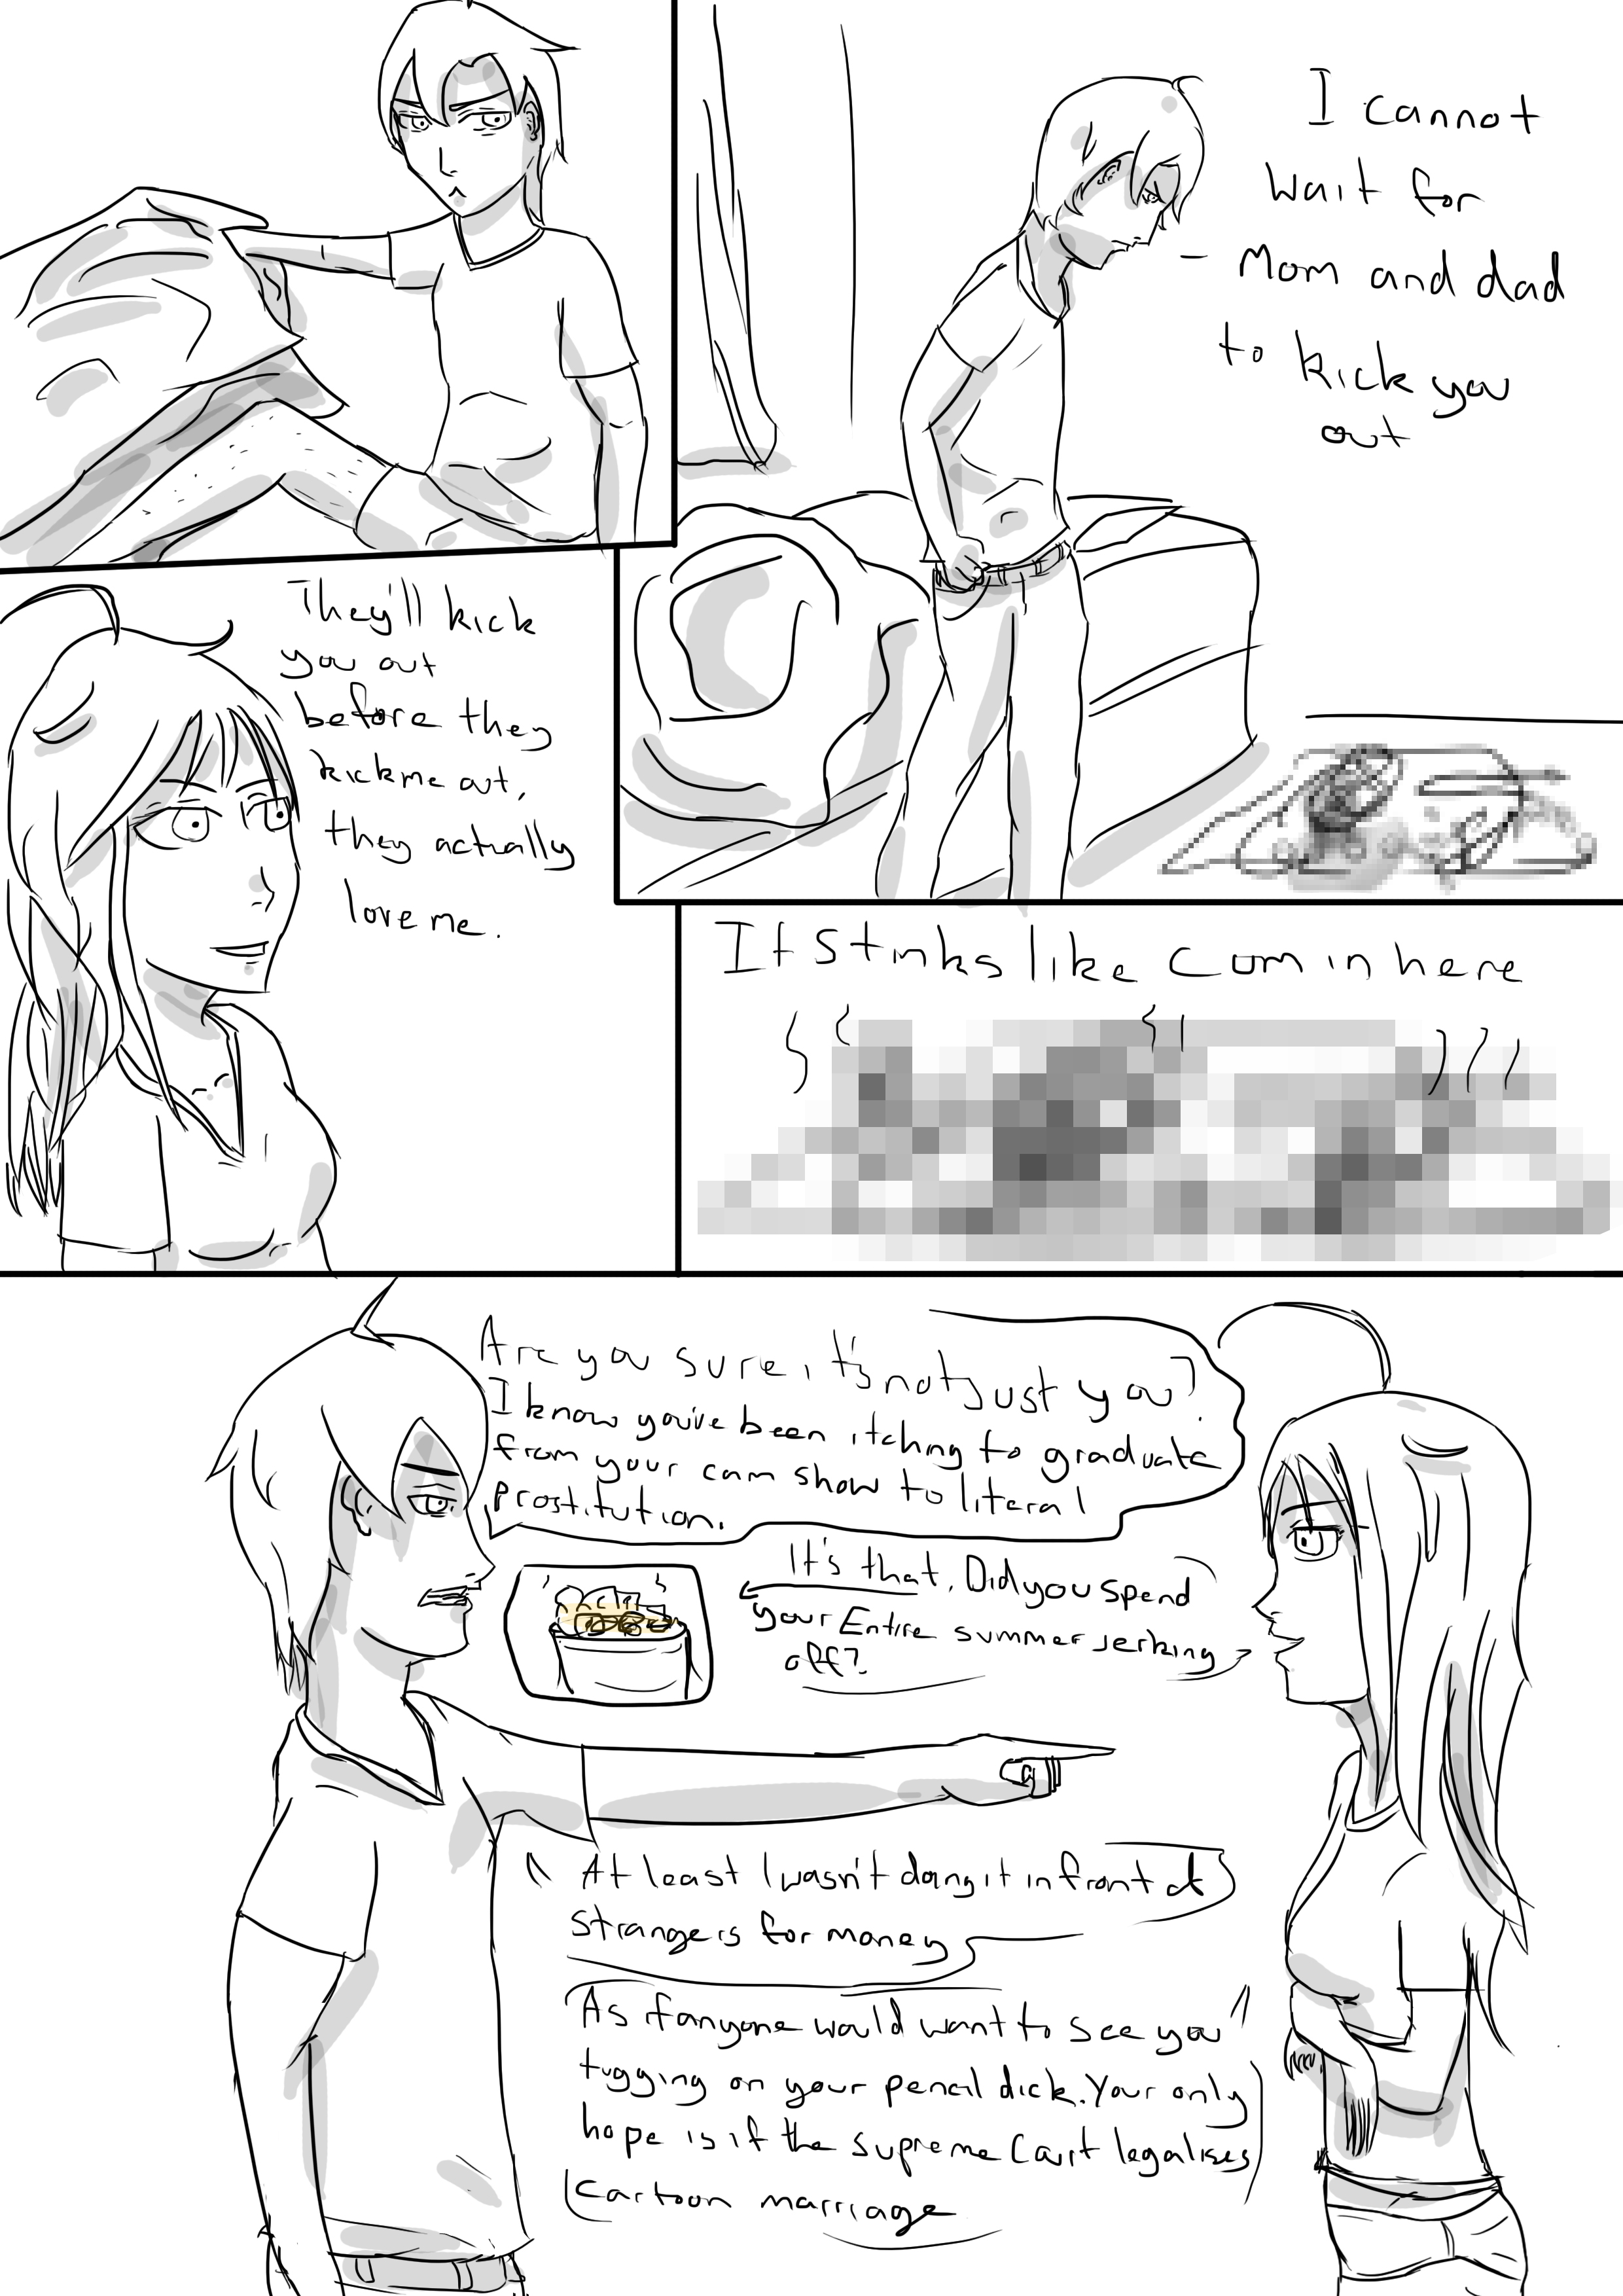 I cannot
wait for
Mom and dad
to kick you
out
They'll kick
you out
before they
kick me out,
they actually
love me.
It stinks like cum in here
Are you sure it's not just you?
I know you've been itching to graduate
from your cam show to literal
prostitution.
It's that. Did you spend
your Entire summer jerking
off?
At least I wasn't doing it in front of
strangers for money
As if anyone would want to see you
tugging on your pencil dick. Your only
hope is if the supreme Court legalises
cartoon marriage